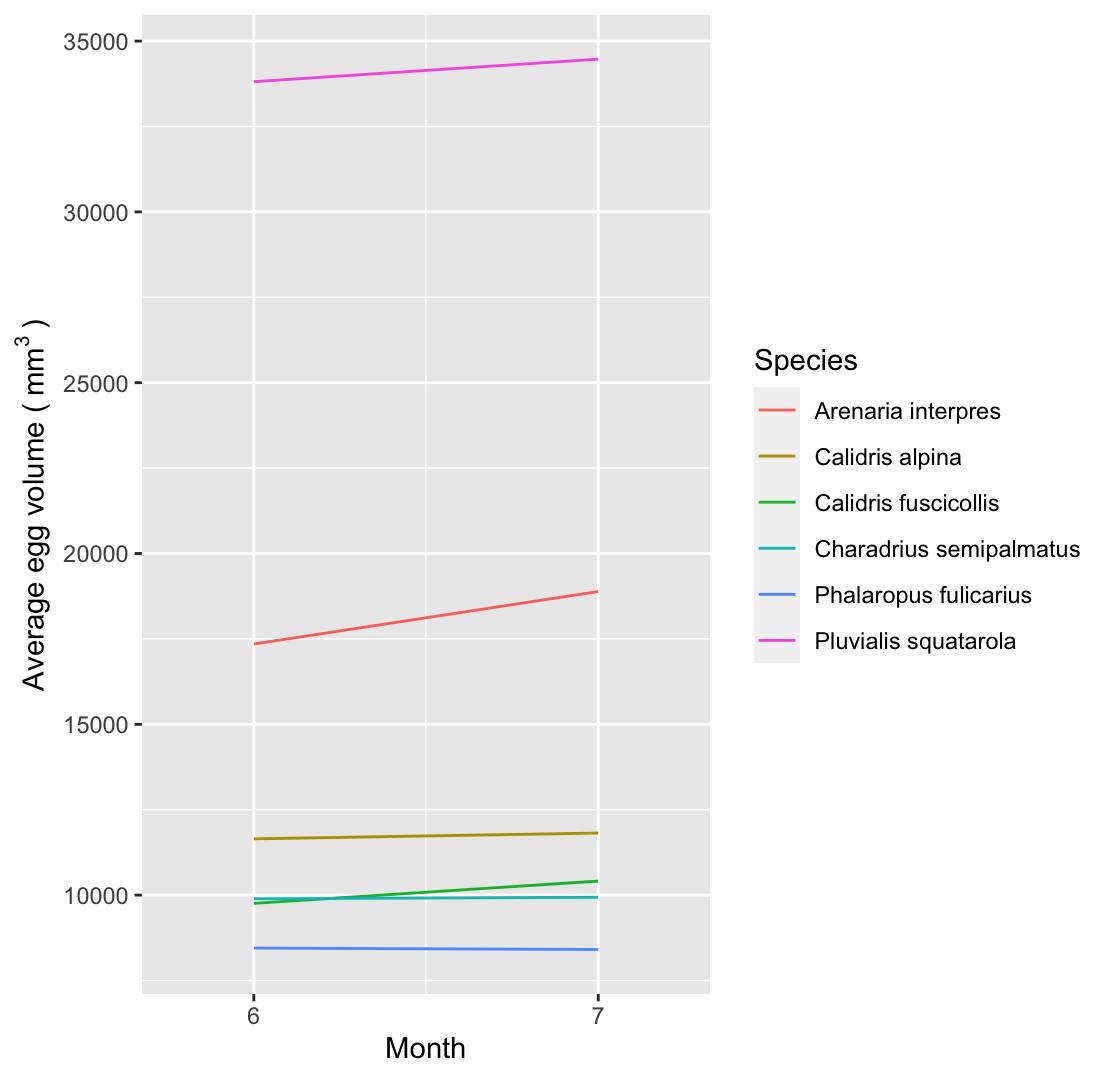 35000
30000
25000
20000
15000
10000
Average egg volume ( mm³ )
6
7
Month
Species
Arenaria interpres
Calidris alpina
Calidris fuscicollis
Charadrius semipalmatus
Phalaropus fulicarius
Pluvialis squatarola